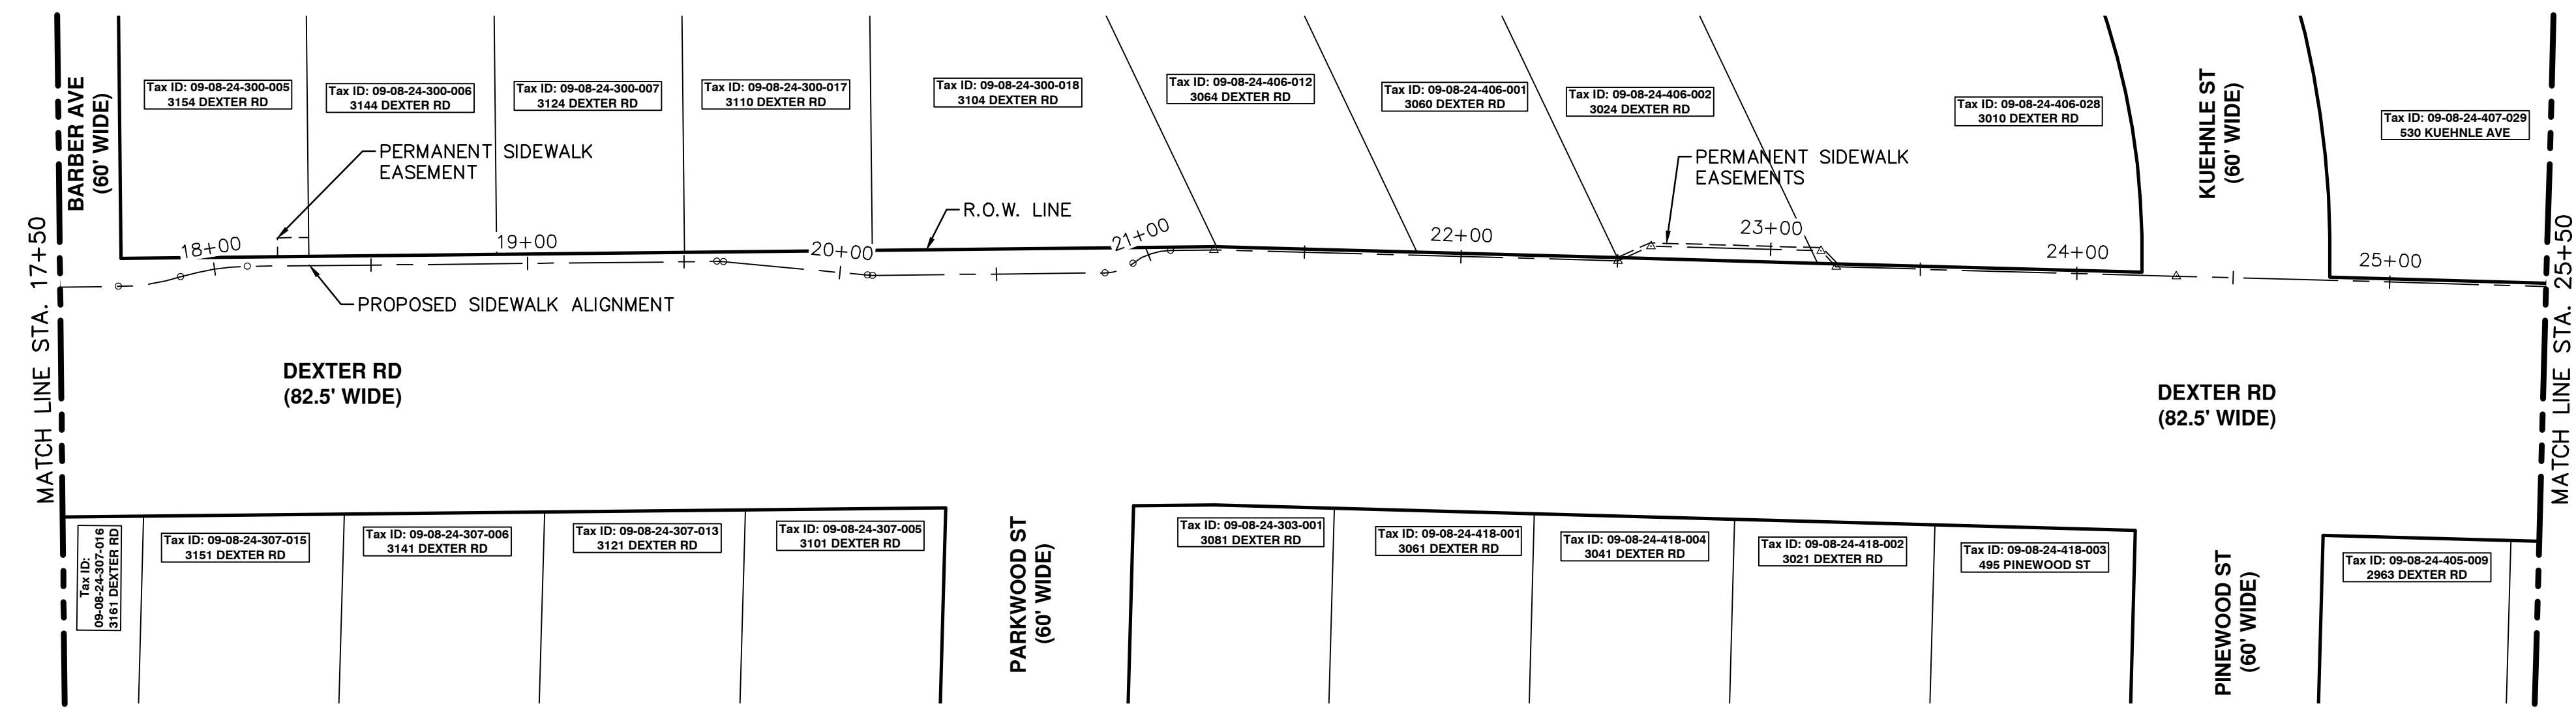 MATCH LINE STA. 17+50
BARBER AVE
(60' WIDE)
Tax ID: 09-08-24-300-005
3154 DEXTER RD
Tax ID: 09-08-24-300-006
3144 DEXTER RD
Tax ID: 09-08-24-300-007
3124 DEXTER RD
Tax ID: 09-08-24-300-017
3110 DEXTER RD
Tax ID: 09-08-24-300-018
3104 DEXTER RD
Tax ID: 09-08-24-406-012
3064 DEXTER RD
Tax ID: 09-08-24-406-001
3060 DEXTER RD
Tax ID: 09-08-24-406-002
3024 DEXTER RD
Tax ID: 09-08-24-406-028
3010 DEXTER RD
KUEHNLE ST
(60' WIDE)
Tax ID: 09-08-24-407-029
530 KUEHNLE AVE
PERMANENT SIDEWALK
EASEMENT
R.O.W. LINE
PERMANENT SIDEWALK
EASEMENTS
18+00
19+00
20+00
21+00
22+00
23+00
24+00
25+00
PROPOSED SIDEWALK ALIGNMENT
DEXTER RD
(82.5' WIDE)
DEXTER RD
(82.5' WIDE)
MATCH LINE STA. 25+50
Tax ID:
09-08-24-307-016
3161 DEXTER RD
Tax ID: 09-08-24-307-015
3151 DEXTER RD
Tax ID: 09-08-24-307-006
3141 DEXTER RD
Tax ID: 09-08-24-307-013
3121 DEXTER RD
Tax ID: 09-08-24-307-005
3101 DEXTER RD
PARKWOOD ST
(60' WIDE)
Tax ID: 09-08-24-303-001
3081 DEXTER RD
Tax ID: 09-08-24-418-001
3061 DEXTER RD
Tax ID: 09-08-24-418-004
3041 DEXTER RD
Tax ID: 09-08-24-418-002
3021 DEXTER RD
Tax ID: 09-08-24-418-003
495 PINEWOOD ST
PINEWOOD ST
(60' WIDE)
Tax ID: 09-08-24-405-009
2963 DEXTER RD